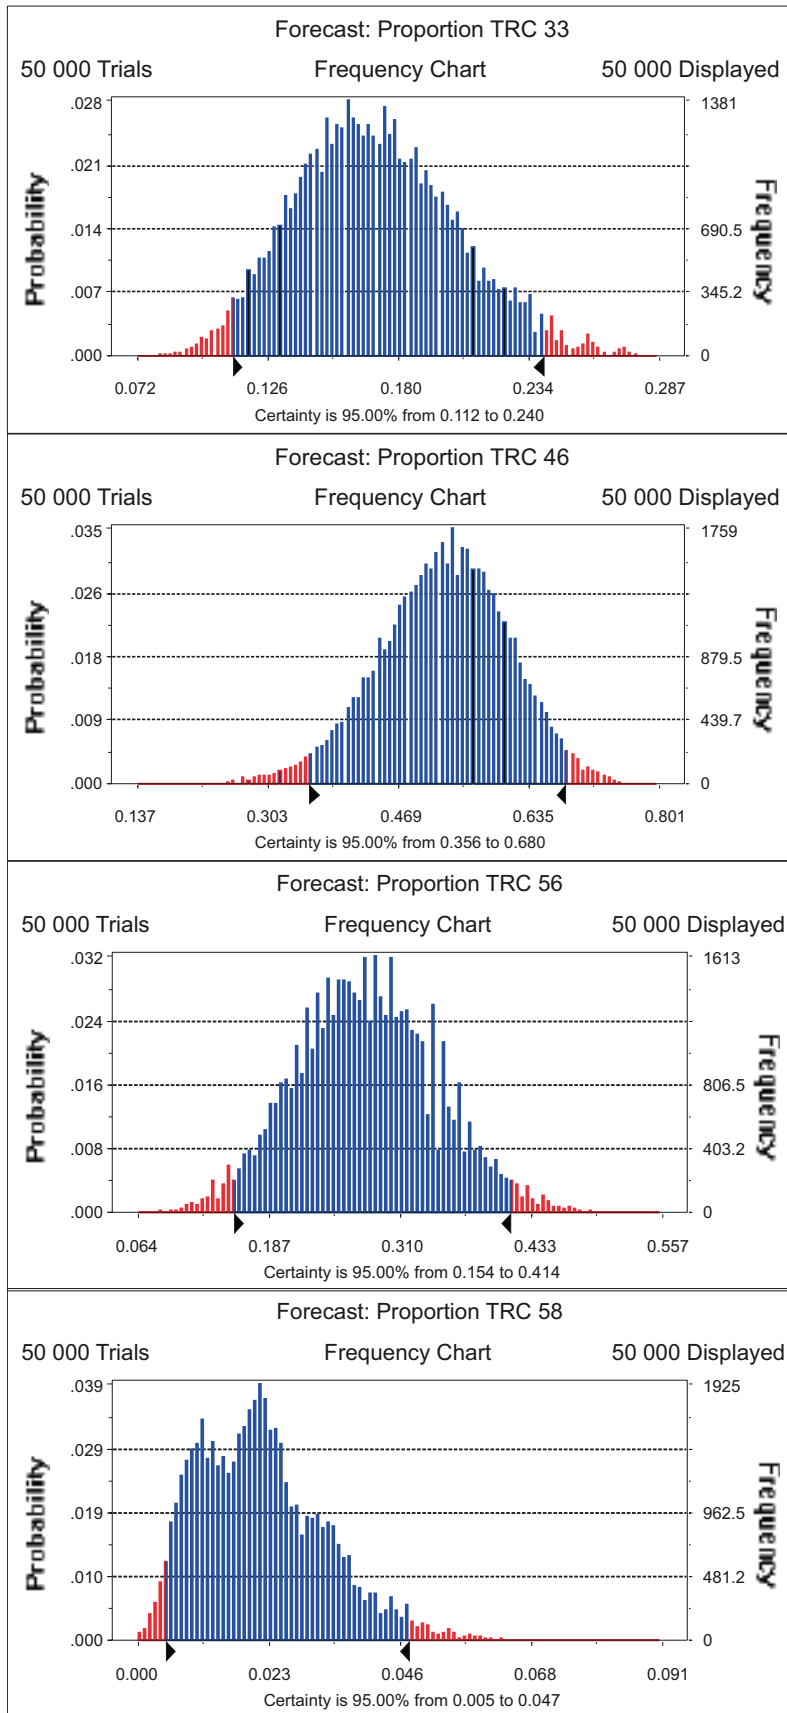 Forecast: Proportion TRC 33
50 000 Trials Frequency Chart 50 000 Displayed
.028 1381
.021
.014 690.5
.007 345.2
.000 0
Probability
Frequency
0.072 0.126 0.180 0.234 0.287
Certainty is 95.00% from 0.112 to 0.240
Forecast: Proportion TRC 46
50 000 Trials Frequency Chart 50 000 Displayed
.035 1759
.026
.018 879.5
.009 439.7
.000 0
Probability
Frequency
0.137 0.303 0.469 0.635 0.801
Certainty is 95.00% from 0.356 to 0.680
Forecast: Proportion TRC 56
50 000 Trials Frequency Chart 50 000 Displayed
.032 1613
.024
.016 806.5
.008 403.2
.000 0
Probability
Frequency
0.064 0.187 0.310 0.433 0.557
Certainty is 95.00% from 0.154 to 0.414
Forecast: Proportion TRC 58
50 000 Trials Frequency Chart 50 000 Displayed
.039 1925
.029
.019 962.5
.010 481.2
.000 0
Probability
Frequency
0.000 0.023 0.046 0.068 0.091
Certainty is 95.00% from 0.005 to 0.047